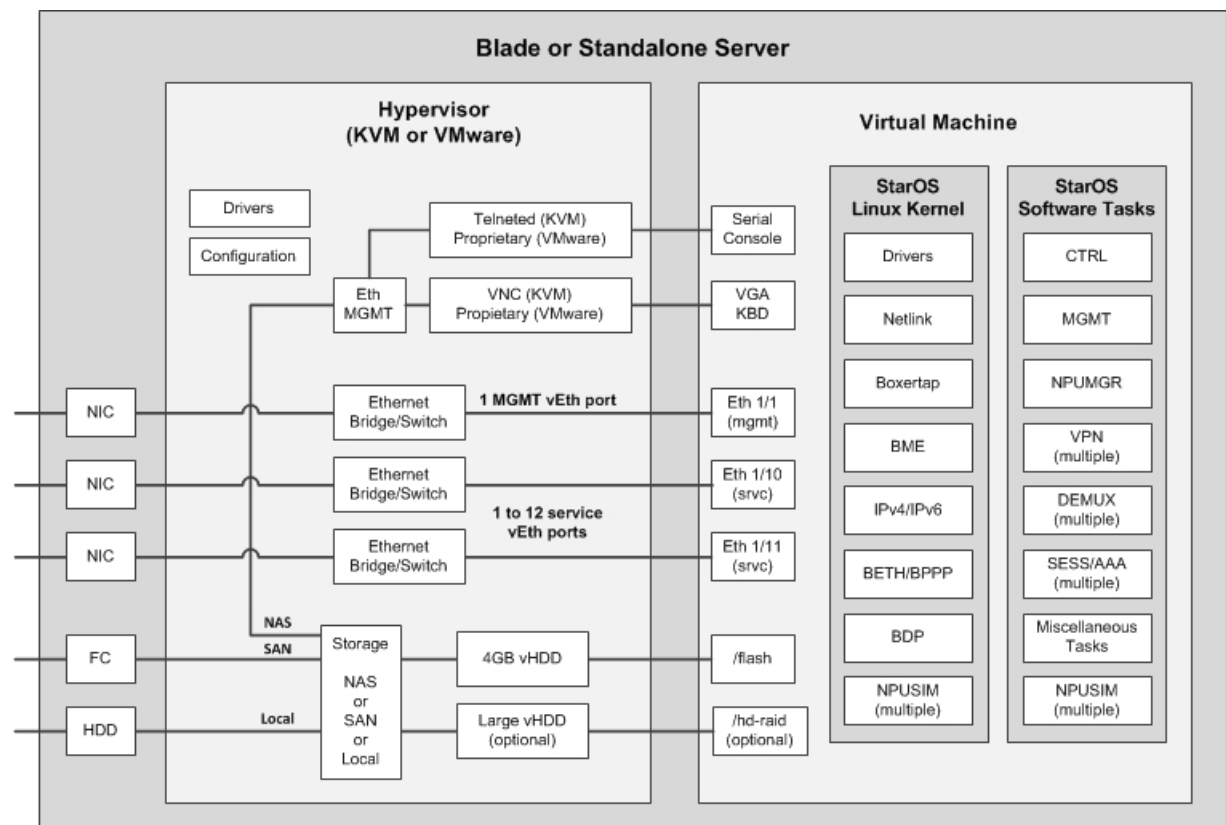 Blade or Standalone Server
Hypervisor
(KVM or VMware)
Drivers
Configuration
Telneted (KVM)
Proprietary (VMware)
Eth
MGMT
VNC (KVM)
Propietary (VMware)
NIC
Ethernet
Bridge/Switch
1 MGMT vEth port
NIC
Ethernet
Bridge/Switch
1 to 12 service
vEth ports
NIC
Ethernet
Bridge/Switch
NAS
SAN
FC
Storage
NAS
or
SAN
or
Local
4GB vHDD
Local
HDD
Large vHDD
(optional)
Virtual Machine
Serial
Console
VGA
KBD
Eth 1/1
(mgmt)
Eth 1/10
(srvc)
Eth 1/11
(srvc)
/flash
/hd-raid
(optional)
StarOS
Linux Kernel
Drivers
Netlink
Boxertap
BME
IPv4/IPv6
BETH/BPPP
BDP
NPUSIM
(multiple)
StarOS
Software Tasks
CTRL
MGMT
NPUMGR
VPN
(multiple)
DEMUX
(multiple)
SESS/AAA
(multiple)
Miscellaneous
Tasks
NPUSIM
(multiple)